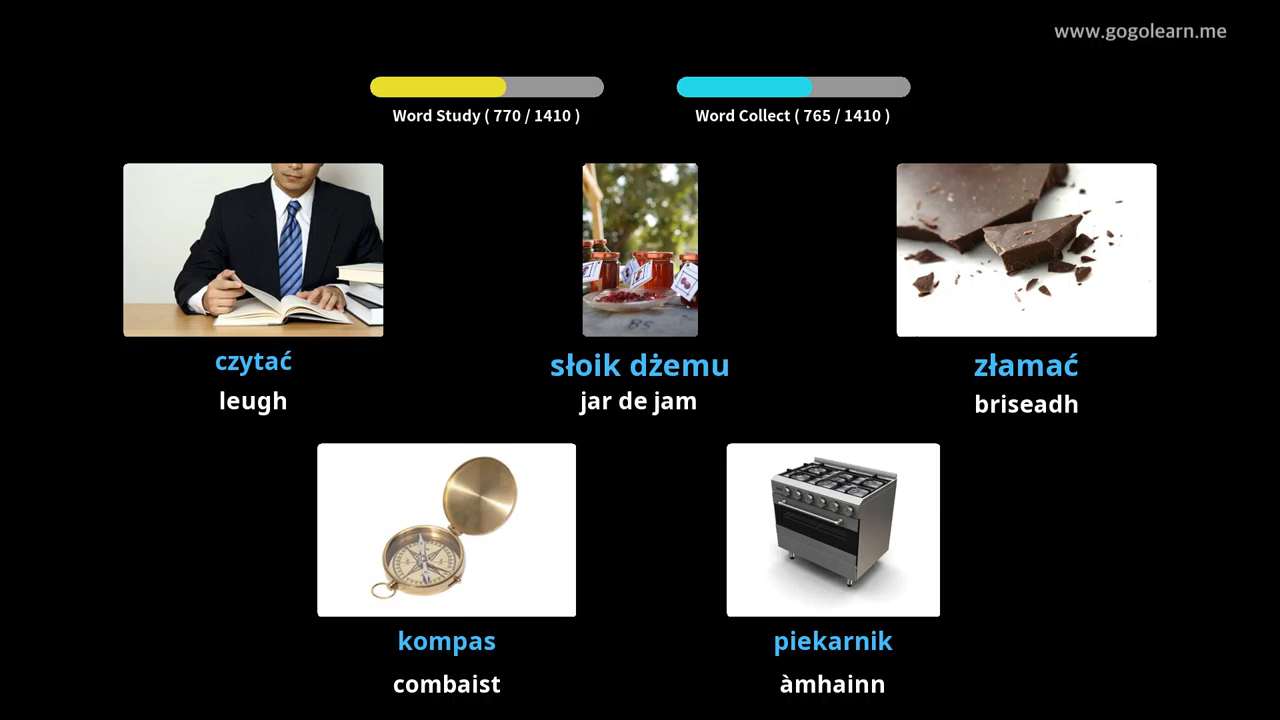 www.gogolearn.me
Word Study ( 770 / 1410 )
Word Collect ( 765 / 1410 )
czytać
leugh
słoik dżemu
jar de jam
złamać
briseadh
kompas
combaist
piekarnik
àmhainn